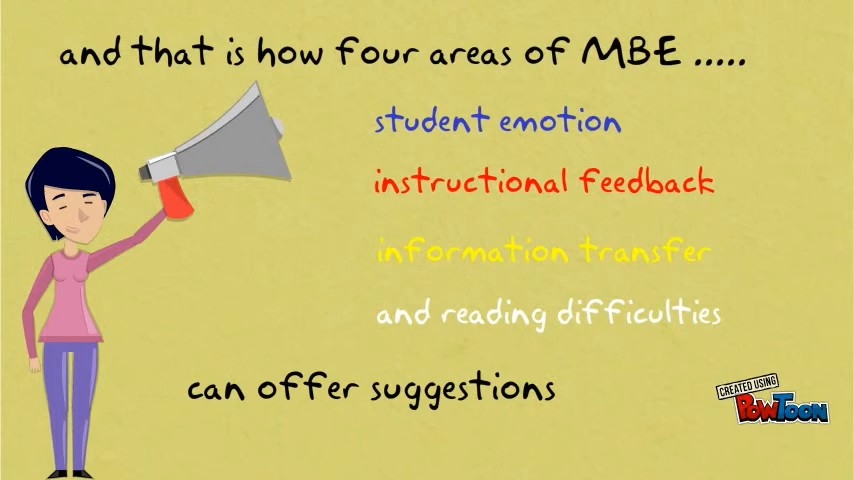 and that is how four areas of MBE .....
student emotion
instructional feedback
information transfer
and reading difficulties
can offer suggestions
CREATED USING
POWTOON